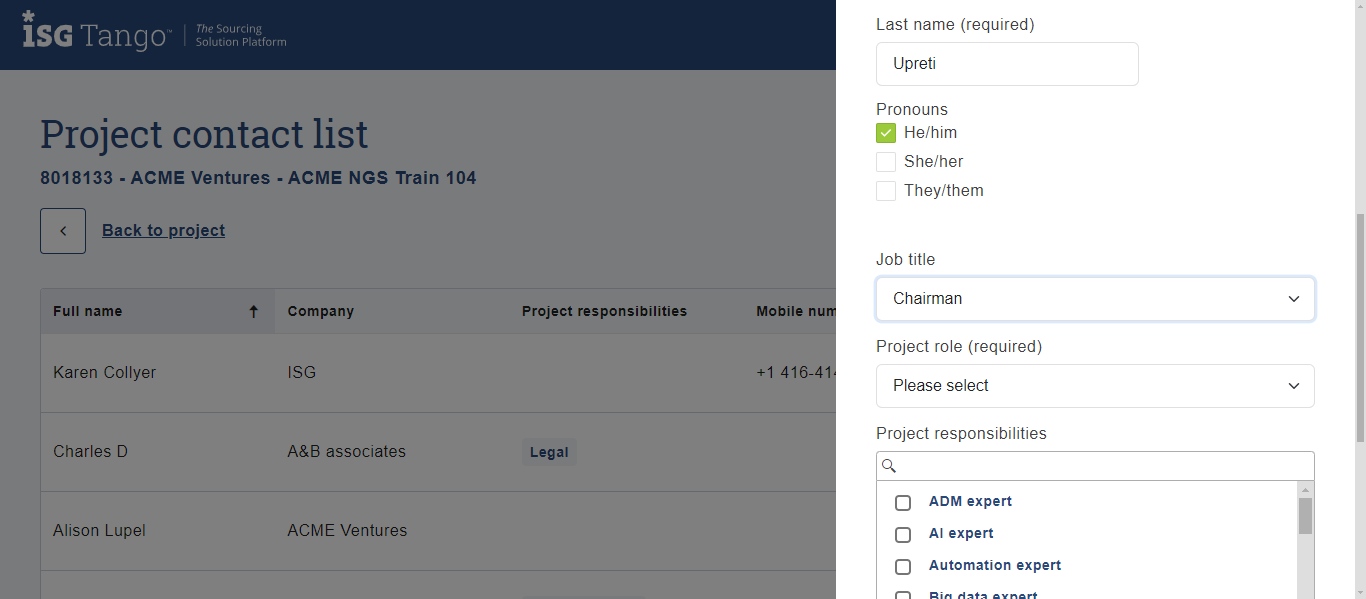 ISG Tango™ The Sourcing
Solution Platform
Project contact list
8018133 - ACME Ventures - ACME NGS Train 104
Back to project
Full name Company Project responsibilities Mobile num
Karen Collyer ISG +1 416-414
Charles D A&B associates Legal
Alison Lupel ACME Ventures
Last name (required)
Upreti
Pronouns
He/him
She/her
They/them
Job title
Chairman
Project role (required)
Please select
Project responsibilities
ADM expert
AI expert
Automation expert
Big data expert